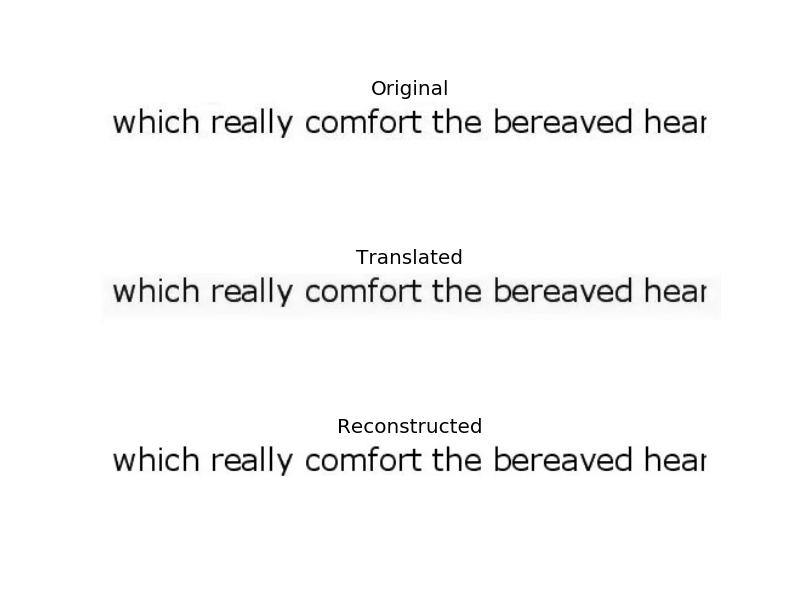 Original
which really comfort the bereaved hear
Translated
which really comfort the bereaved hear
Reconstructed
which really comfort the bereaved hear